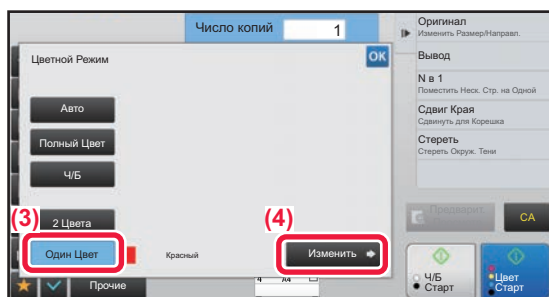 Число копий 1
Цветной Режим
OK
Авто
Полный Цвет
Ч/Б
(3)
2 Цвета
Один Цвет
Красный
(4)
Изменить
Прочие
A4
Оригинал
Изменить Размер/Направл.
Вывод
N в 1
Поместить Неск. Стр. на Одной
Сдвиг Края
Сдвинуть для Корешка
Стереть
Стереть Окруж. Тени
CA
Ч/Б
Старт
Цвет
Старт